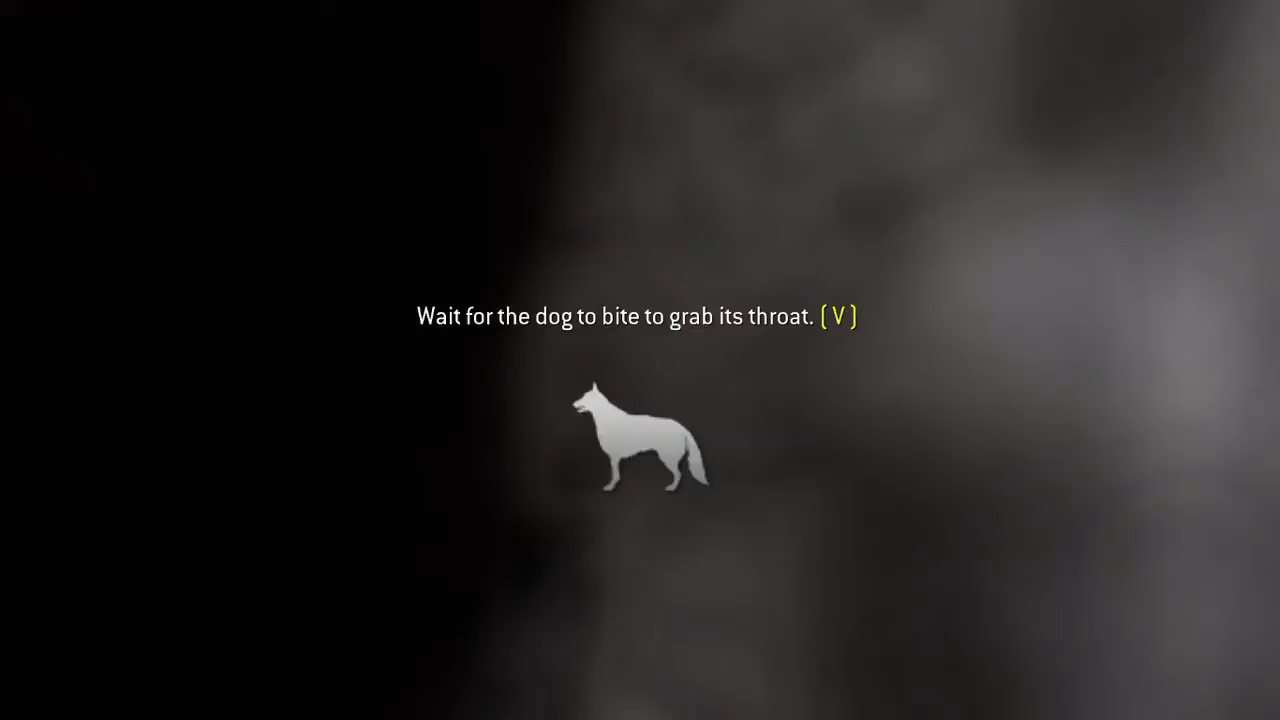 Wait for the dog to bite to grab its throat. ( V )